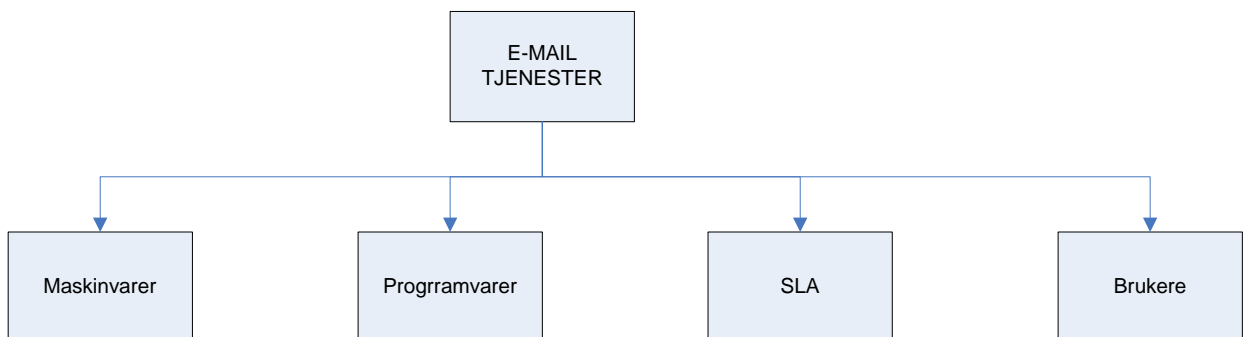 E-MAIL
TJENESTER
Maskinvarer
Progrramvarer
SLA
Brukere